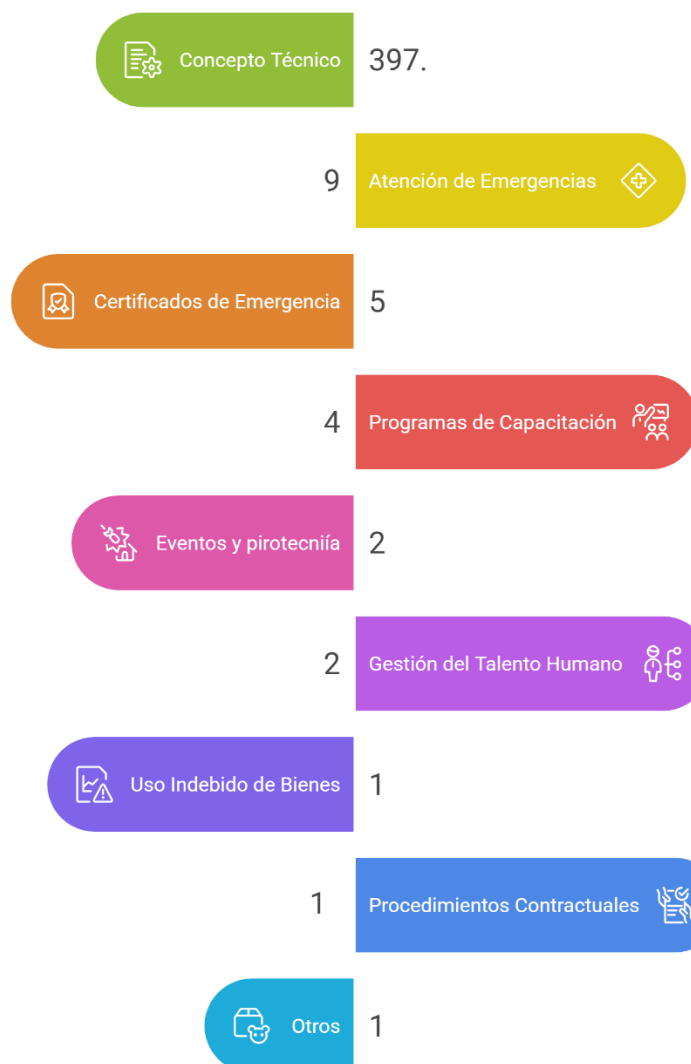 Concepto Técnico 397.
9 Atención de Emergencias
Certificados de Emergencia 5
4 Programas de Capacitación
Eventos y pirotecniía 2
2 Gestión del Talento Humano
Uso Indebido de Bienes 1
1 Procedimientos Contractuales
Otros 1